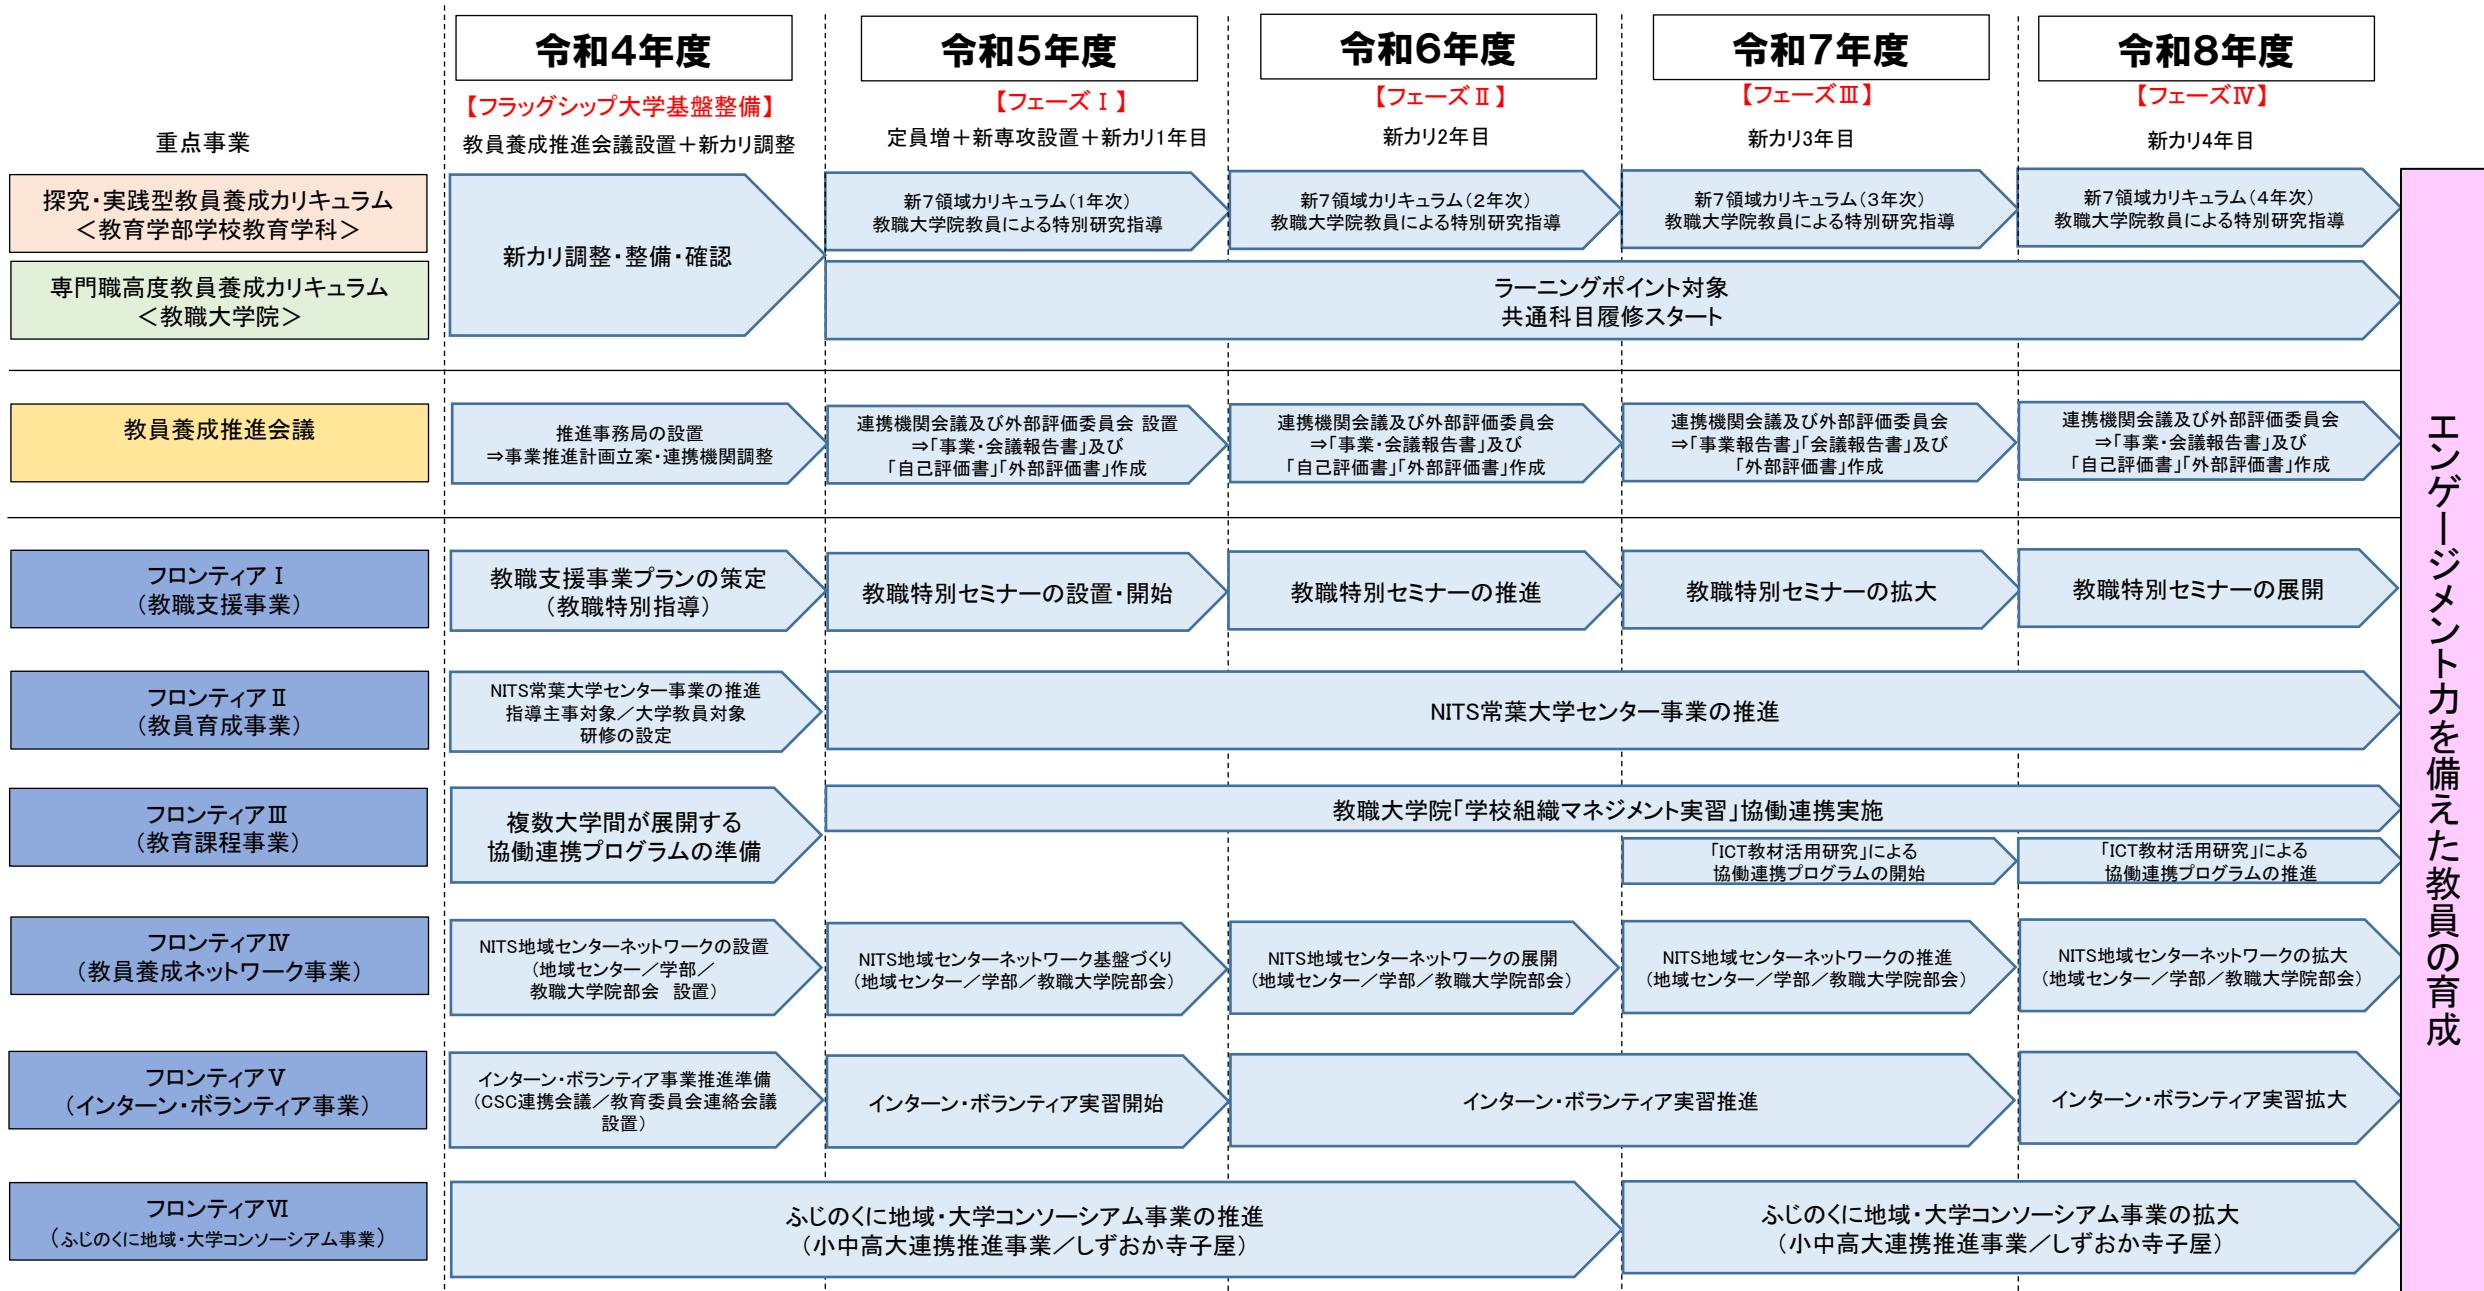 令和4年度
令和5年度
令和6年度
令和7年度
令和8年度
【フラッグシップ大学基盤整備】
【フェーズⅠ】
【フェーズⅡ】
【フェーズⅢ】
【フェーズⅣ】
重点事業
教員養成推進会議設置＋新カリ調整
定員増＋新専攻設置＋新カリ1年目
新カリ2年目
新カリ3年目
新カリ4年目
探究・実践型教員養成カリキュラム
＜教育学部学校教育学科＞
専門職高度教員養成カリキュラム
＜教職大学院＞
新カリ調整・整備・確認
新7領域カリキュラム（1年次）
教職大学院教員による特別研究指導
新7領域カリキュラム（2年次）
教職大学院教員による特別研究指導
新7領域カリキュラム（3年次）
教職大学院教員による特別研究指導
新7領域カリキュラム（4年次）
教職大学院教員による特別研究指導
ラーニングポイント対象
共通科目履修スタート
教員養成推進会議
推進事務局の設置
⇒事業推進計画立案・連携機関調整
連携機関会議及び外部評価委員会 設置
⇒「事業・会議報告書」及び
「自己評価書」「外部評価書」作成
連携機関会議及び外部評価委員会
⇒「事業・会議報告書」及び
「自己評価書」「外部評価書」作成
連携機関会議及び外部評価委員会
⇒「事業報告書」「会議報告書」及び
「外部評価書」作成
連携機関会議及び外部評価委員会
⇒「事業・会議報告書」及び
「自己評価書」「外部評価書」作成
フロンティアⅠ
（教職支援事業）
教職支援事業プランの策定
（教職特別指導）
教職特別セミナーの設置・開始
教職特別セミナーの推進
教職特別セミナーの拡大
教職特別セミナーの展開
フロンティアⅡ
（教員育成事業）
NITS常葉大学センター事業の推進
指導主事対象／大学教員対象
研修の設定
NITS常葉大学センター事業の推進
フロンティアⅢ
（教育課程事業）
複数大学間が展開する
協働連携プログラムの準備
教職大学院「学校組織マネジメント実習」協働連携実施
「ICT教材活用研究」による
協働連携プログラムの開始
「ICT教材活用研究」による
協働連携プログラムの推進
フロンティアⅣ
（教員養成ネットワーク事業）
NITS地域センターネットワークの設置
（地域センター／学部／
教職大学院部会　設置）
NITS地域センターネットワーク基盤づくり
（地域センター／学部／教職大学院部会）
NITS地域センターネットワークの展開
（地域センター／学部／教職大学院部会）
NITS地域センターネットワークの推進
（地域センター／学部／教職大学院部会）
NITS地域センターネットワークの拡大
（地域センター／学部／教職大学院部会）
フロンティアⅤ
（インターン・ボランティア事業）
インターン・ボランティア事業推進準備
（CSC連携会議／教育委員会連絡会議
設置）
インターン・ボランティア実習開始
インターン・ボランティア実習推進
インターン・ボランティア実習拡大
フロンティアⅥ
（ふじのくに地域・大学コンソーシアム事業）
ふじのくに地域・大学コンソーシアム事業の推進
（小中高大連携推進事業／しずおか寺子屋）
ふじのくに地域・大学コンソーシアム事業の拡大
（小中高大連携推進事業／しずおか寺子屋）
エンゲージメント力を備えた教員の育成